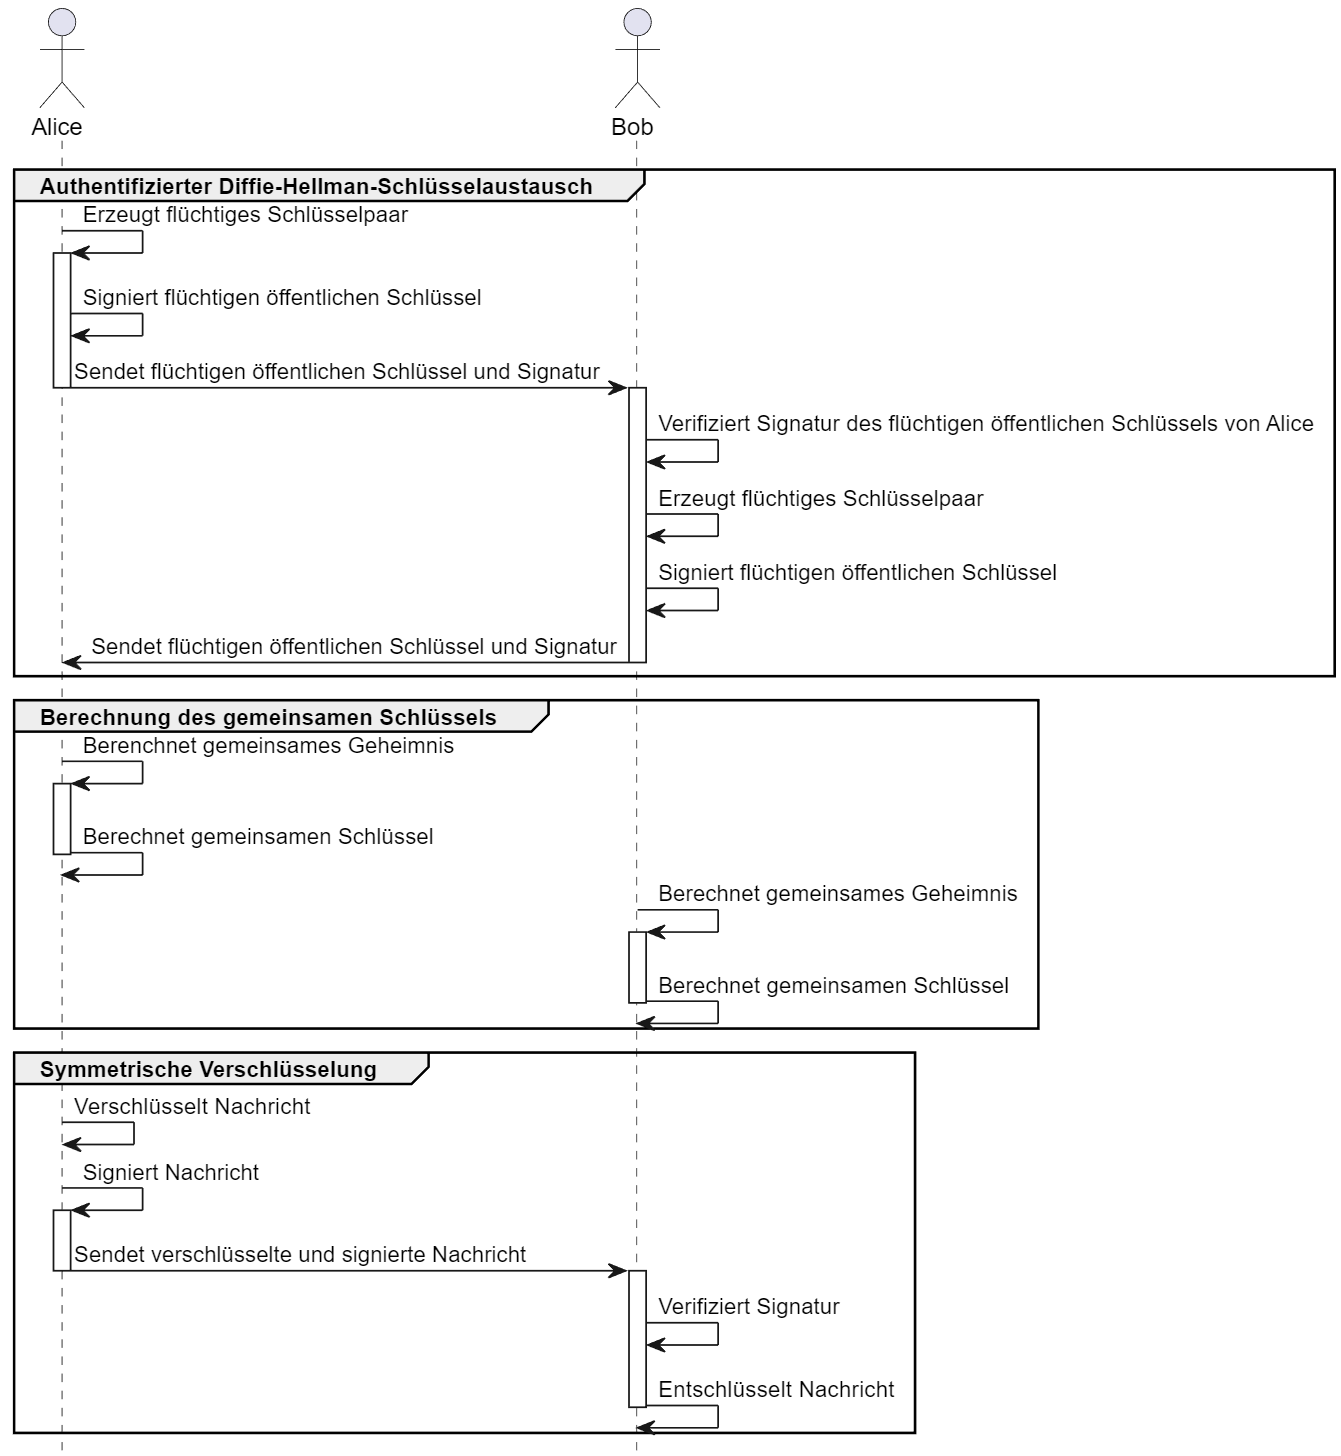 Alice
Bob
Authentifizierter Diffie-Hellman-Schlüsselaustausch
Erzeugt flüchtiges Schlüsselpaar
Signiert flüchtigen öffentlichen Schlüssel
Sendet flüchtigen öffentlichen Schlüssel und Signatur
Verifiziert Signatur des flüchtigen öffentlichen Schlüssels von Alice
Erzeugt flüchtiges Schlüsselpaar
Signiert flüchtigen öffentlichen Schlüssel
Sendet flüchtigen öffentlichen Schlüssel und Signatur
Berechnung des gemeinsamen Schlüssels
Berenchnet gemeinsames Geheimnis
Berechnet gemeinsamen Schlüssel
Berechnet gemeinsames Geheimnis
Berechnet gemeinsamen Schlüssel
Symmetrische Verschlüsselung
Verschlüsselt Nachricht
Signiert Nachricht
Sendet verschlüsselte und signierte Nachricht
Verifiziert Signatur
Entschlüsselt Nachricht